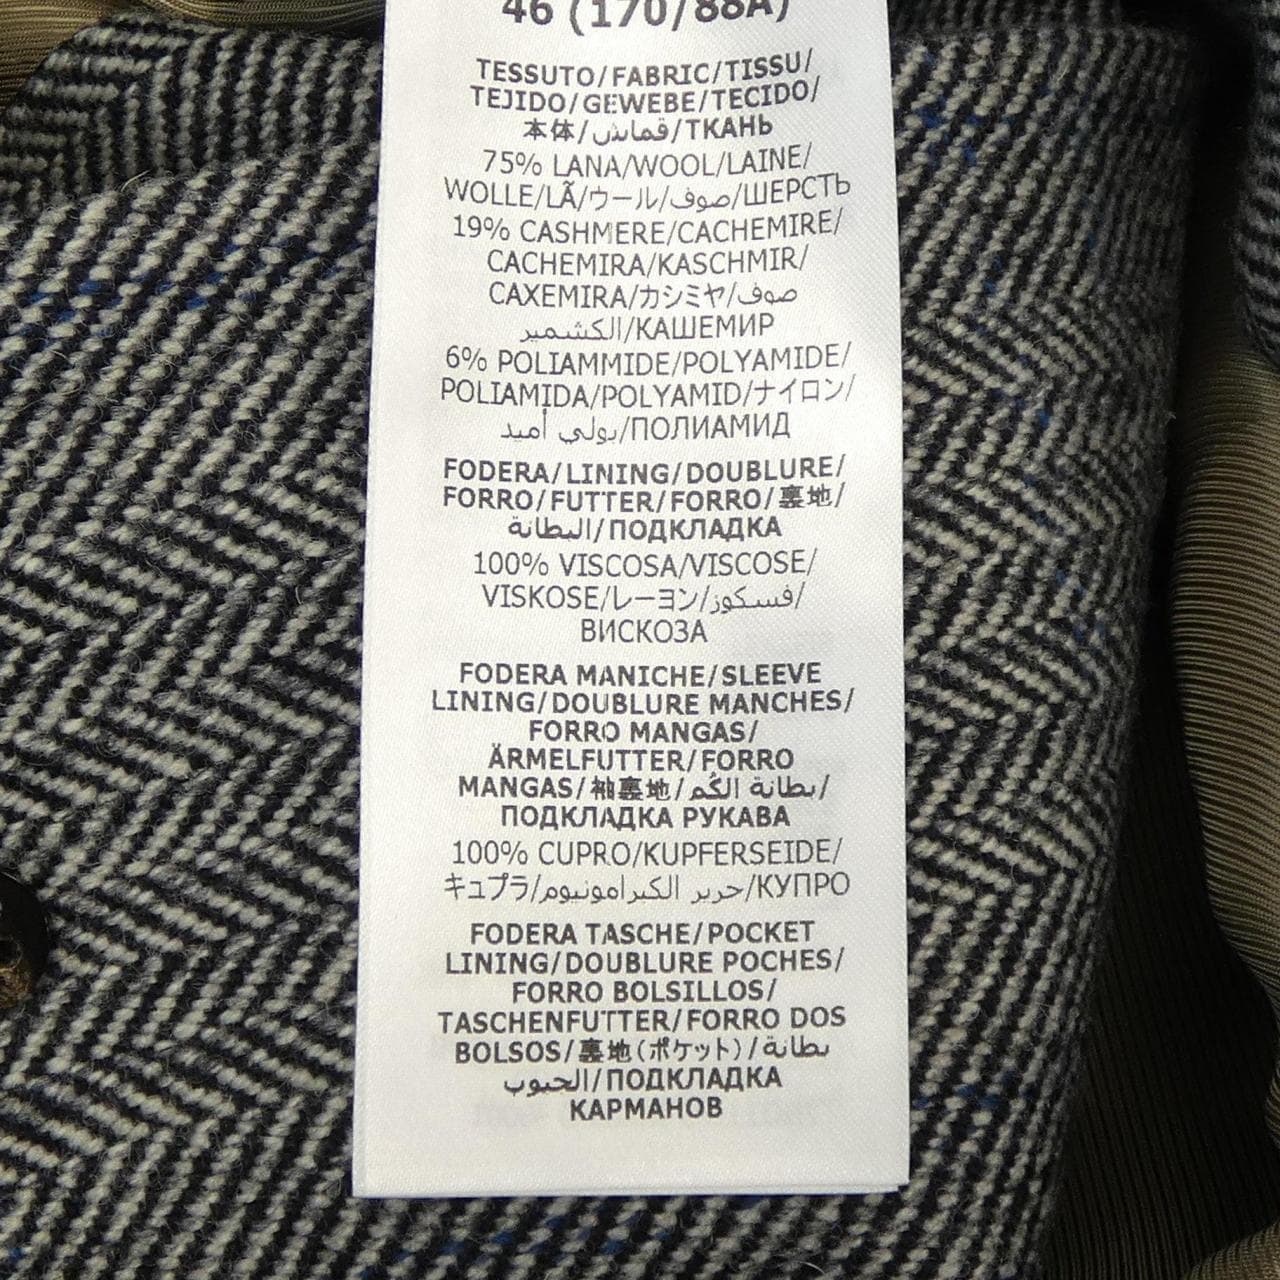 46 (170/88A)
TESSUTO/FABRIC/TISSU/
TEJIDO/GEWEBE/TECIDO/
本体/قماش/ТКАНЬ
75% LANA/WOOL/LAINE/
WOLLE/LÃ/ウール/صوف/ШЕРСТЬ
19% CASHMERE/CACHEMIRE/
CACHEMIRA/KASCHMIR/
CAXEMIRA/カシミヤ/صوف
الكشمير/КАШЕМИР
6% POLIAMMIDE/POLYAMIDE/
POLIAMIDA/POLYAMID/ナイロン/
بولي أميد/ПОЛИАМИД
FODERA/LINING/DOUBLURE/
FORRO/FUTTER/FORRO/裏地/
البطانة/ПОДКЛАДКА
100% VISCOSA/VISCOSE/
VISKOSE/レーヨン/فسكوز/
ВИСКОЗА
FODERA MANICHE/SLEEVE
LINING/DOUBLURE MANCHES/
FORRO MANGAS/
ÄRMELFUTTER/FORRO
MANGAS/袖裏地/بطانة الكُم/
ПОДКЛАДКА РУКАВА
100% CUPRO/KUPFERSEIDE/
キュプラ/حرير الكبرامونيوم/КУПРО
FODERA TASCHE/POCKET
LINING/DOUBLURE POCHES/
FORRO BOLSILLOS/
TASCHENFUTTER/FORRO DOS
BOLSOS/裏地(ポケット)/بطانة
الجيوب/ПОДКЛАДКА
КАРМАНОВ